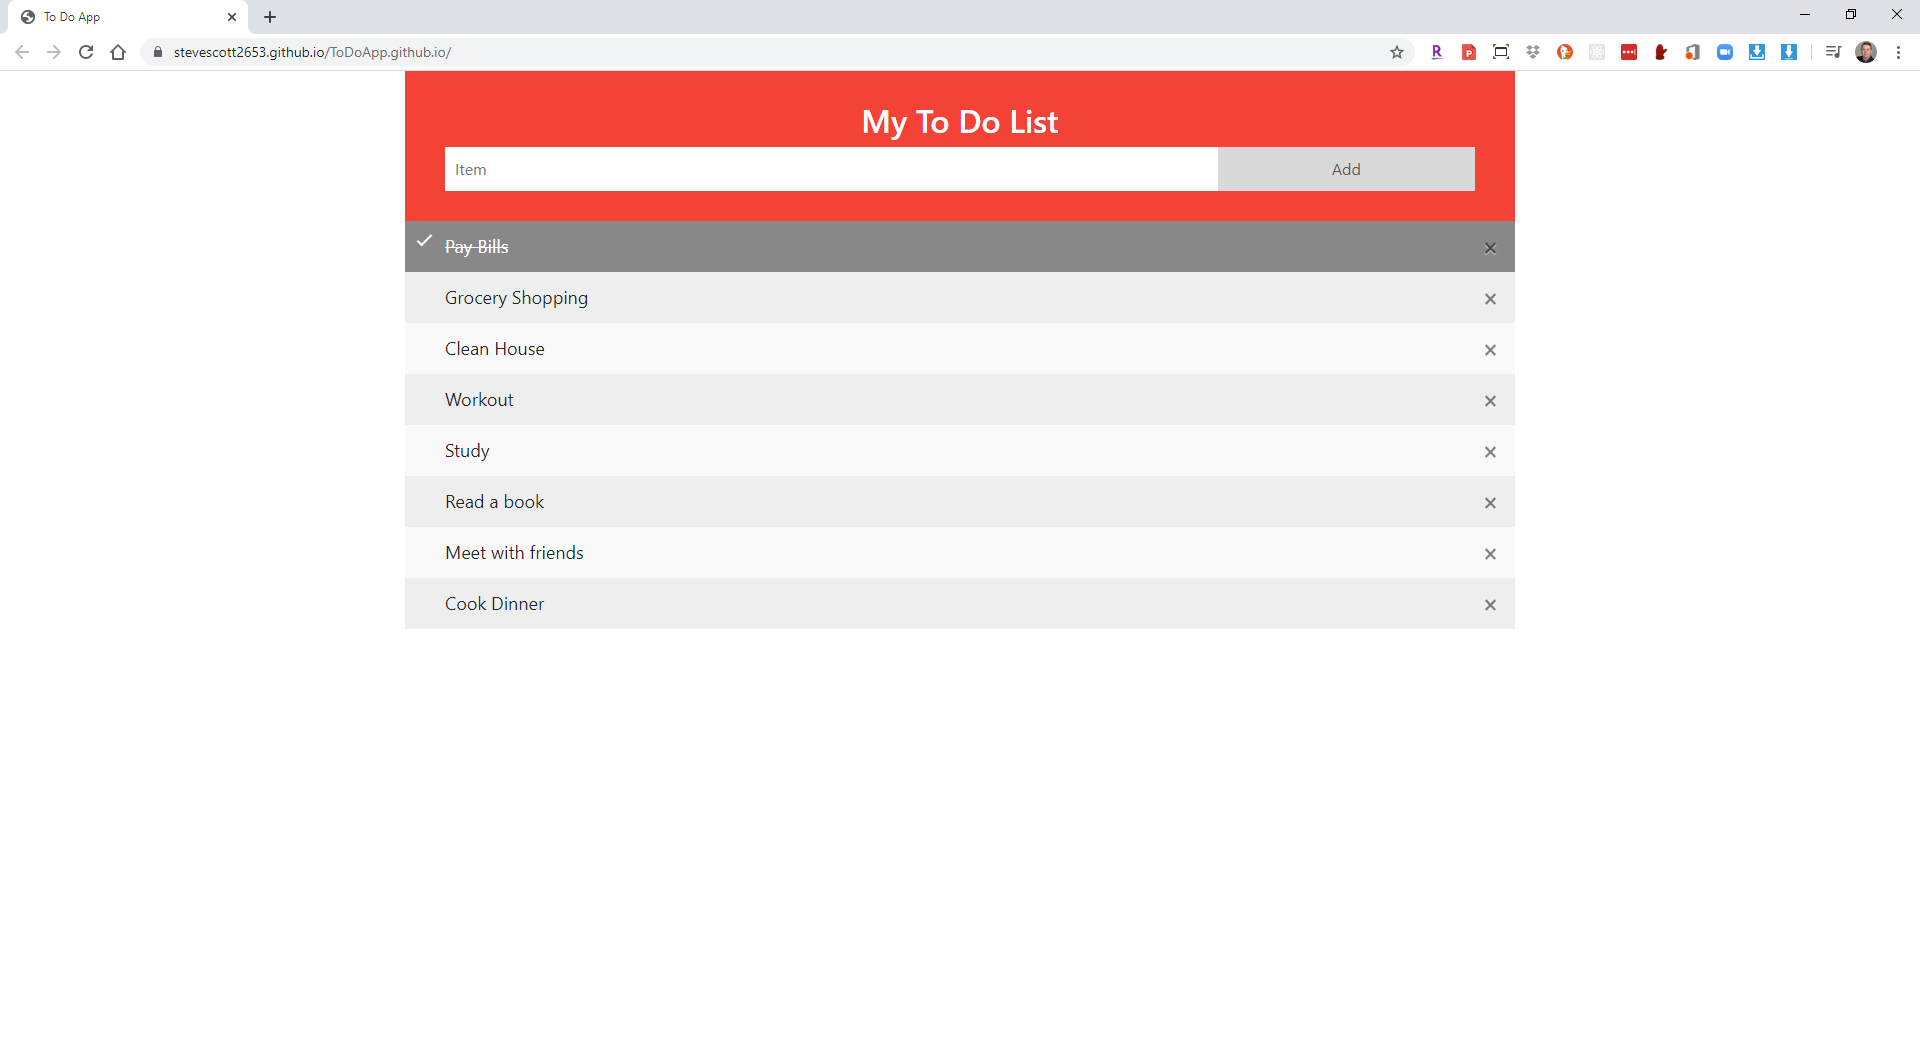 To Do App
stevescott2653.github.io/ToDoApp.github.io/
My To Do List
Item
Add
Pay Bills
Grocery Shopping
Clean House
Workout
Study
Read a book
Meet with friends
Cook Dinner